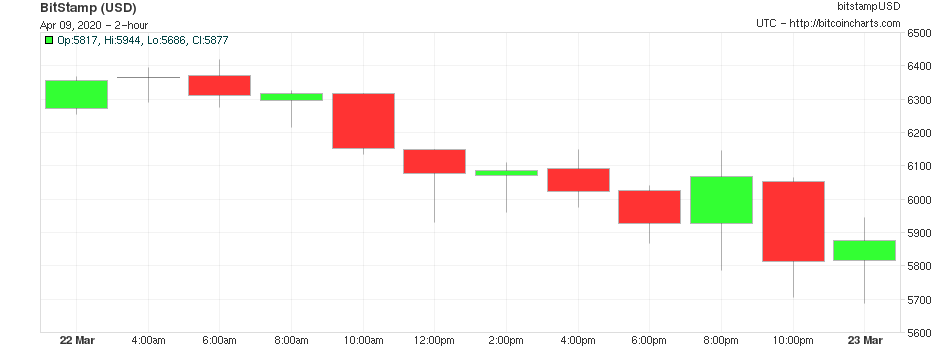 BitStamp (USD)
bitstampUSD
Apr 09, 2020 - 2-hour
UTC - http://bitcoincharts.com
Op:5817, Hi:5944, Lo:5686, Cl:5877
6500
6400
6300
6200
6100
6000
5900
5800
5700
5600
22 Mar 4:00am 6:00am 8:00am 10:00am 12:00pm 2:00pm 4:00pm 6:00pm 8:00pm 10:00pm 23 Mar